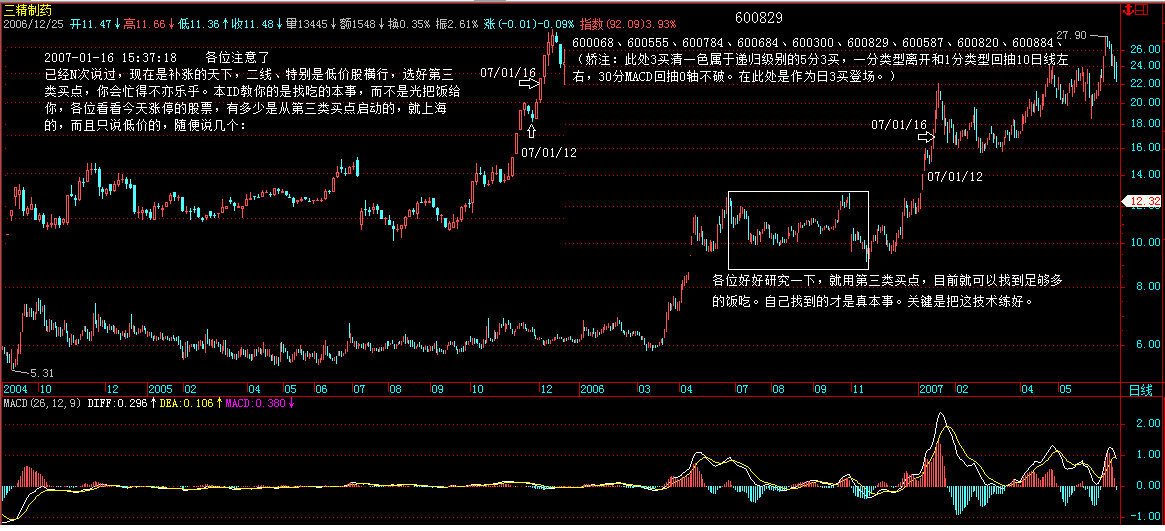 三精制药
2006/12/25 开11.47↓高11.66↓低11.36↑收11.48↓量13445↓额1548↓换0.35% 振2.61% 涨(-0.01)-0.09% 指数(92.09)3.93%
600829
27.90
2007-01-16 15:37:18 各位注意了
已经N次说过，现在是补涨的天下，二线、特别是低价股横行，选好第三
类买点，你会忙得不亦乐乎。本ID教你的是找吃的本事，而不是光把饭给
你，各位看看今天涨停的股票，有多少是从第三类买点启动的，就上海
的，而且只说低价的，随便说几个：
600068、600555、600784、600684、600300、600829、600587、600820、600884、
（娇注：此处3买清一色属于递归级别的5分3买，一分类型离开和1分类型回抽10日线左
右，30分MACD回抽0轴不破。在此处是作为日3买登场。）
07/01/16
07/01/12
07/01/16
07/01/12
各位好好研究一下，就用第三类买点，目前就可以找到足够多
的饭吃。自己找到的才是真本事。关键是把这技术练好。
5.31
26.00
24.00
22.00
20.00
18.00
16.00
14.00
12.32
10.00
8.00
6.00
2004 10 12 2005 02 04 05 06 07 08 09 10 12 2006 03 04 07 08 09 11 2007 02 04 05 日线
MACD(26,12,9) DIFF:0.296↑DEA:0.106↑MACD:0.380↓
2.00
1.00
0.00
-1.00